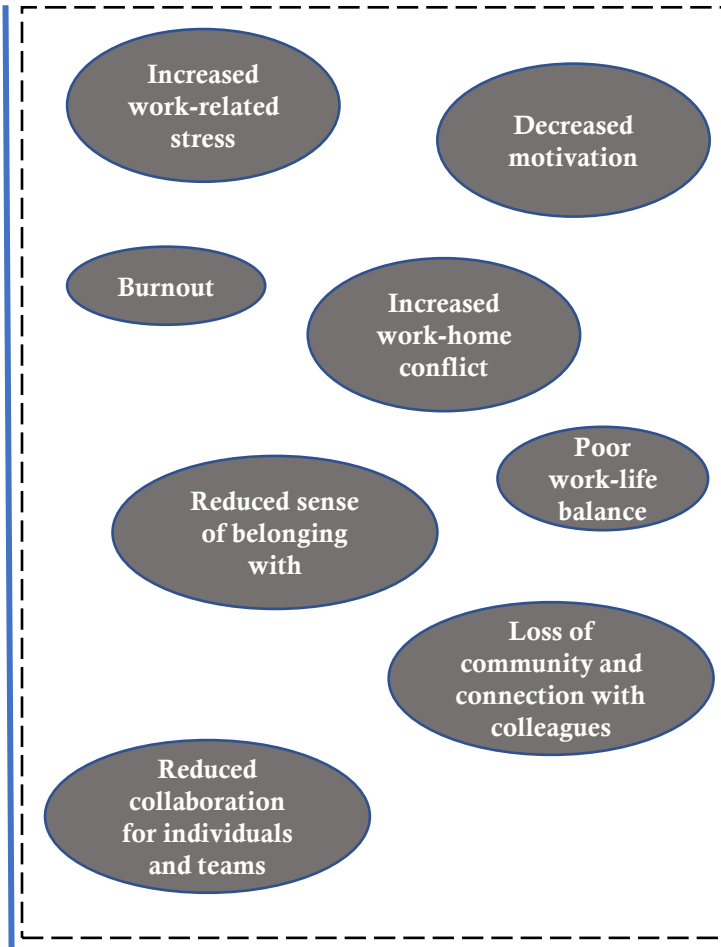 Increased
work-related
stress
Decreased
motivation
Burnout
Increased
work-home
conflict
Poor
work-life
balance
Reduced sense
of belonging
with
Loss of
community and
connection with
colleagues
Reduced
collaboration
for individuals
and teams